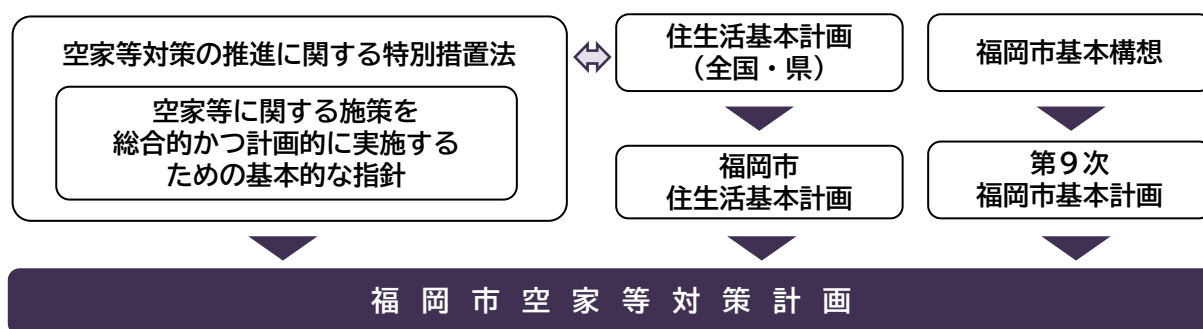 空家等対策の推進に関する特別措置法
空家等に関する施策を
総合的かつ計画的に実施する
ための基本的な指針
住生活基本計画
（全国・県）
福岡市
住生活基本計画
福岡市基本構想
第９次
福岡市基本計画
福岡市空家等対策計画